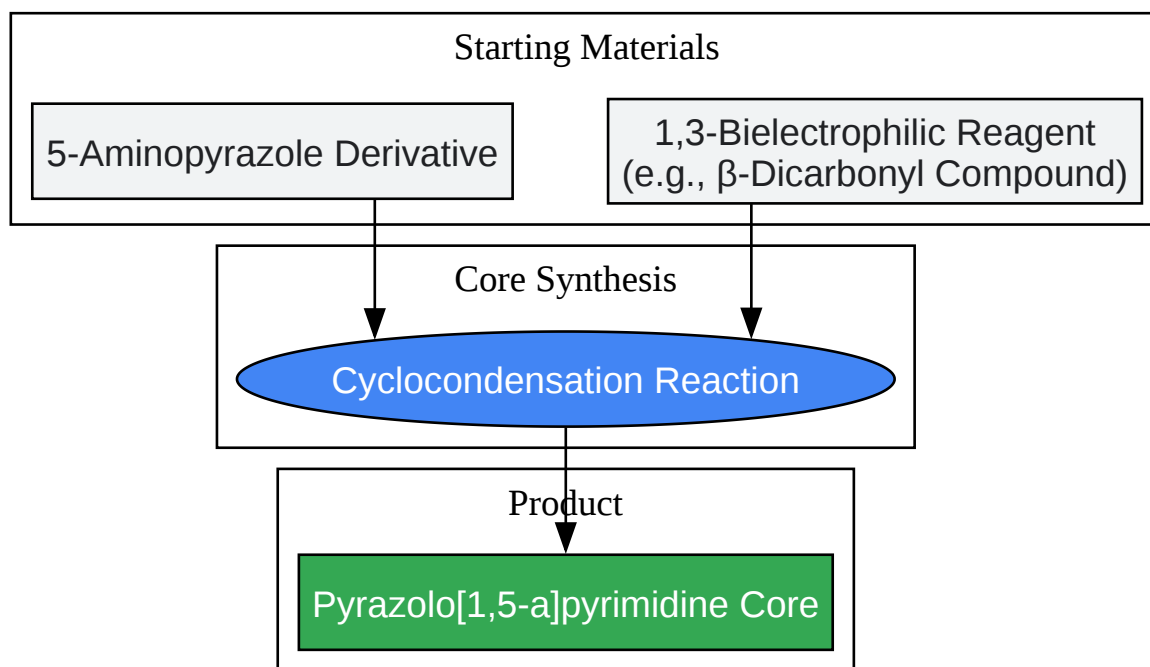 Starting Materials
5-Aminopyrazole Derivative
1,3-Bielectrophilic Reagent
(e.g., β-Dicarbonyl Compound)
Core Synthesis
Cyclocondensation Reaction
Product
Pyrazolo[1,5-a]pyrimidine Core